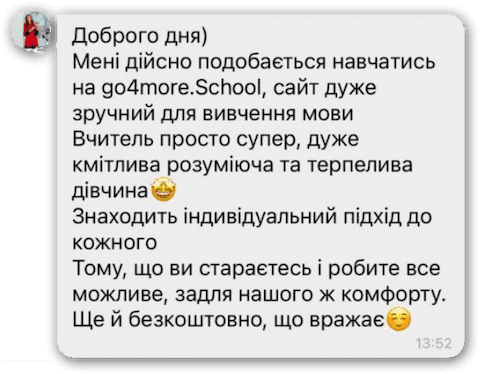 Доброго дня)
Мені дійсно подобається навчатись
на go4more.School, сайт дуже
зручний для вивчення мови
Вчитель просто супер, дуже
кмітлива розуміюча та терпелива
дівчина🤩
Знаходить індивідуальний підхід до
кожного
Тому, що ви стараєтесь і робите все
можливе, задля нашого ж комфорту.
Ще й безкоштовно, що вражає☺️
13:52